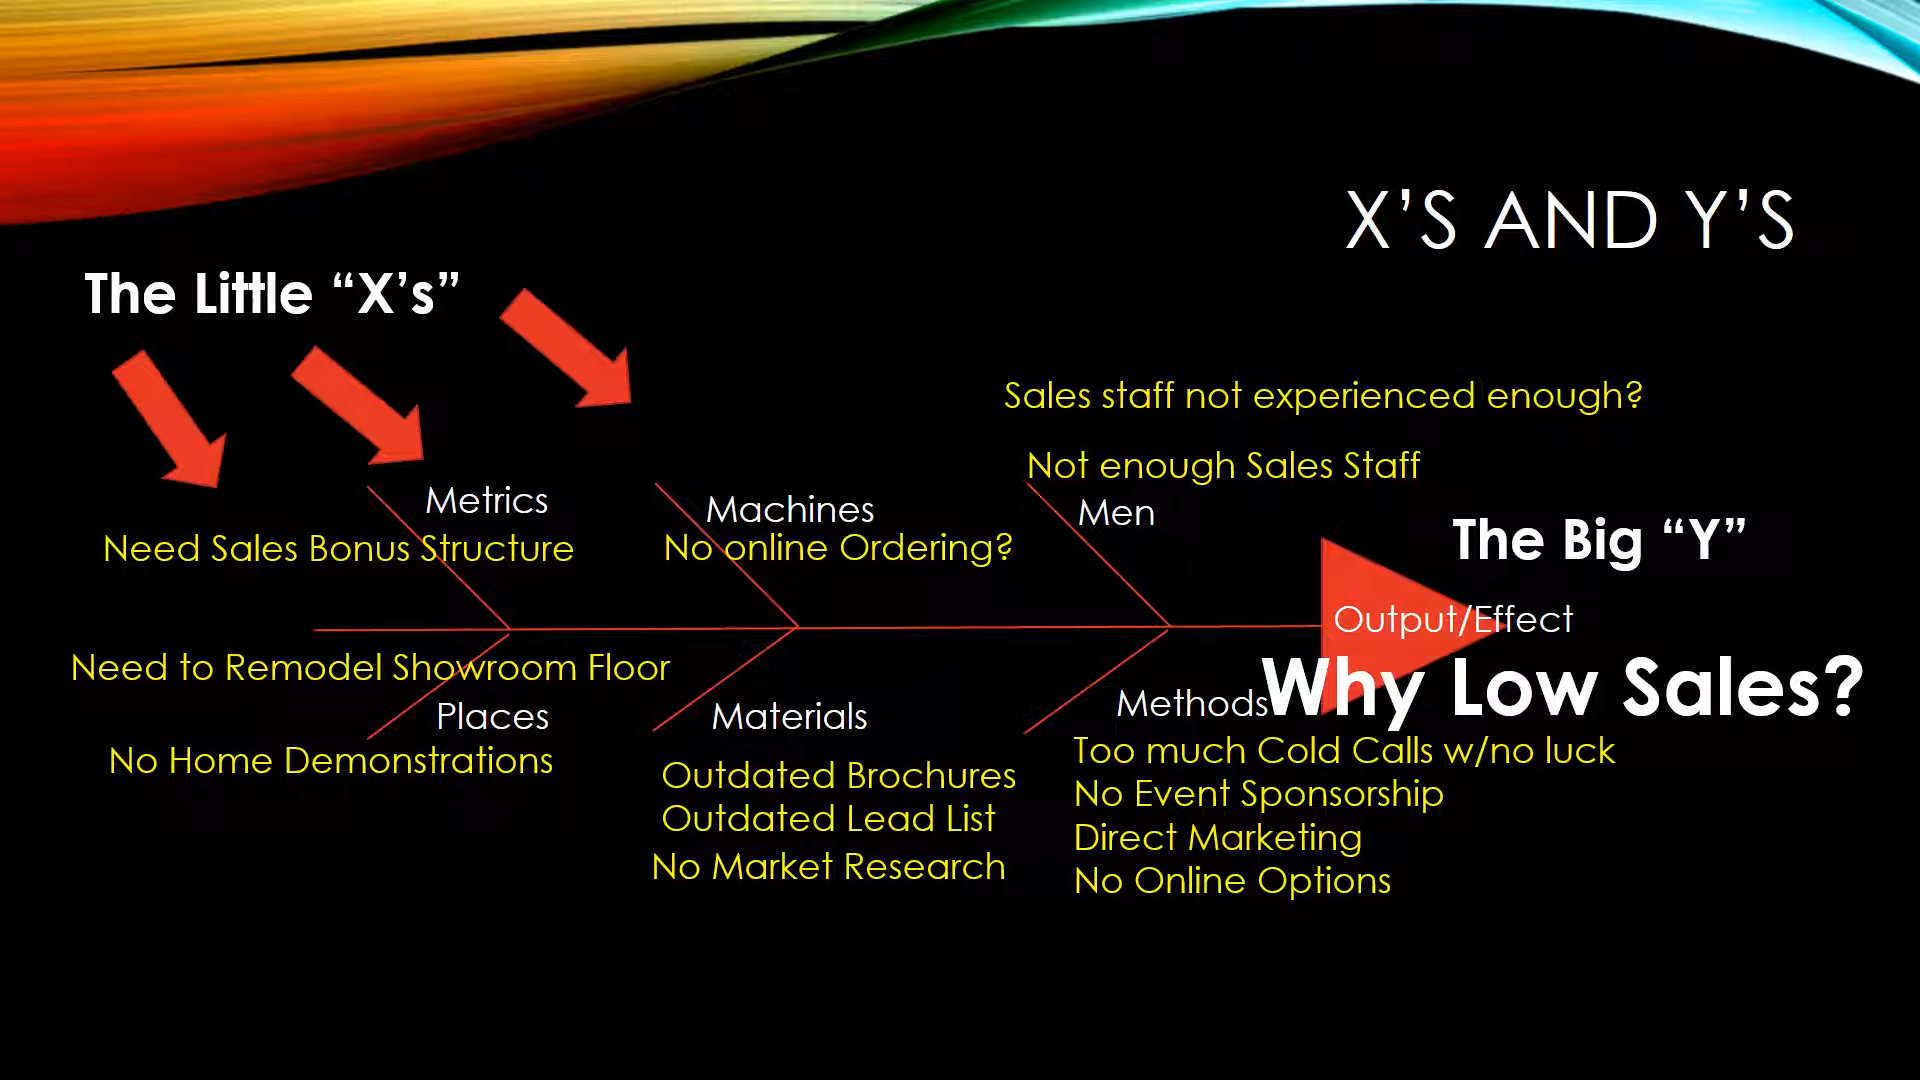 X’S AND Y’S
The Little “X’s”
Sales staff not experienced enough?
Not enough Sales Staff
Metrics
Machines
Men
Need Sales Bonus Structure
No online Ordering?
The Big “Y”
Output/Effect
Need to Remodel Showroom Floor
Why Low Sales?
Places
Materials
Methods
No Home Demonstrations
Outdated Brochures
Outdated Lead List
No Market Research
Too much Cold Calls w/no luck
No Event Sponsorship
Direct Marketing
No Online Options